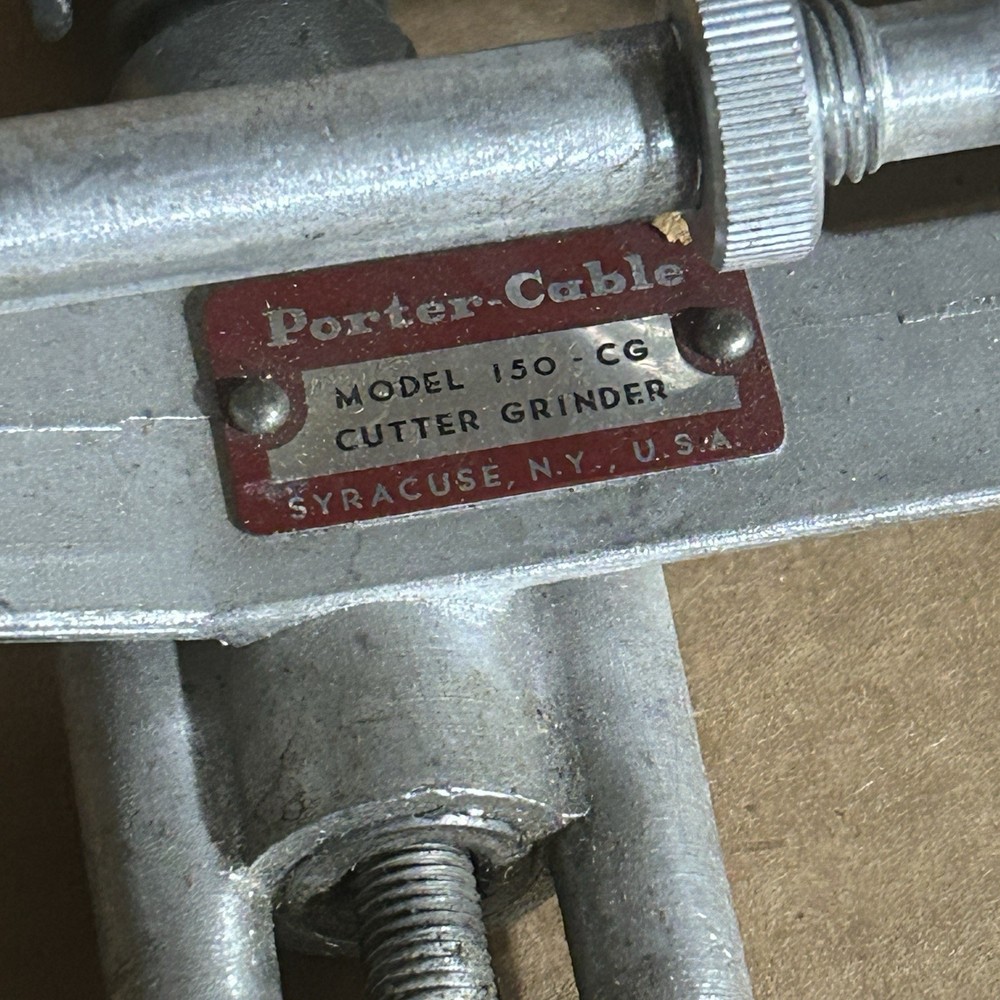 Porter-Cable
MODEL 150-CG
CUTTER GRINDER
SYRACUSE, N.Y., U.S.A.